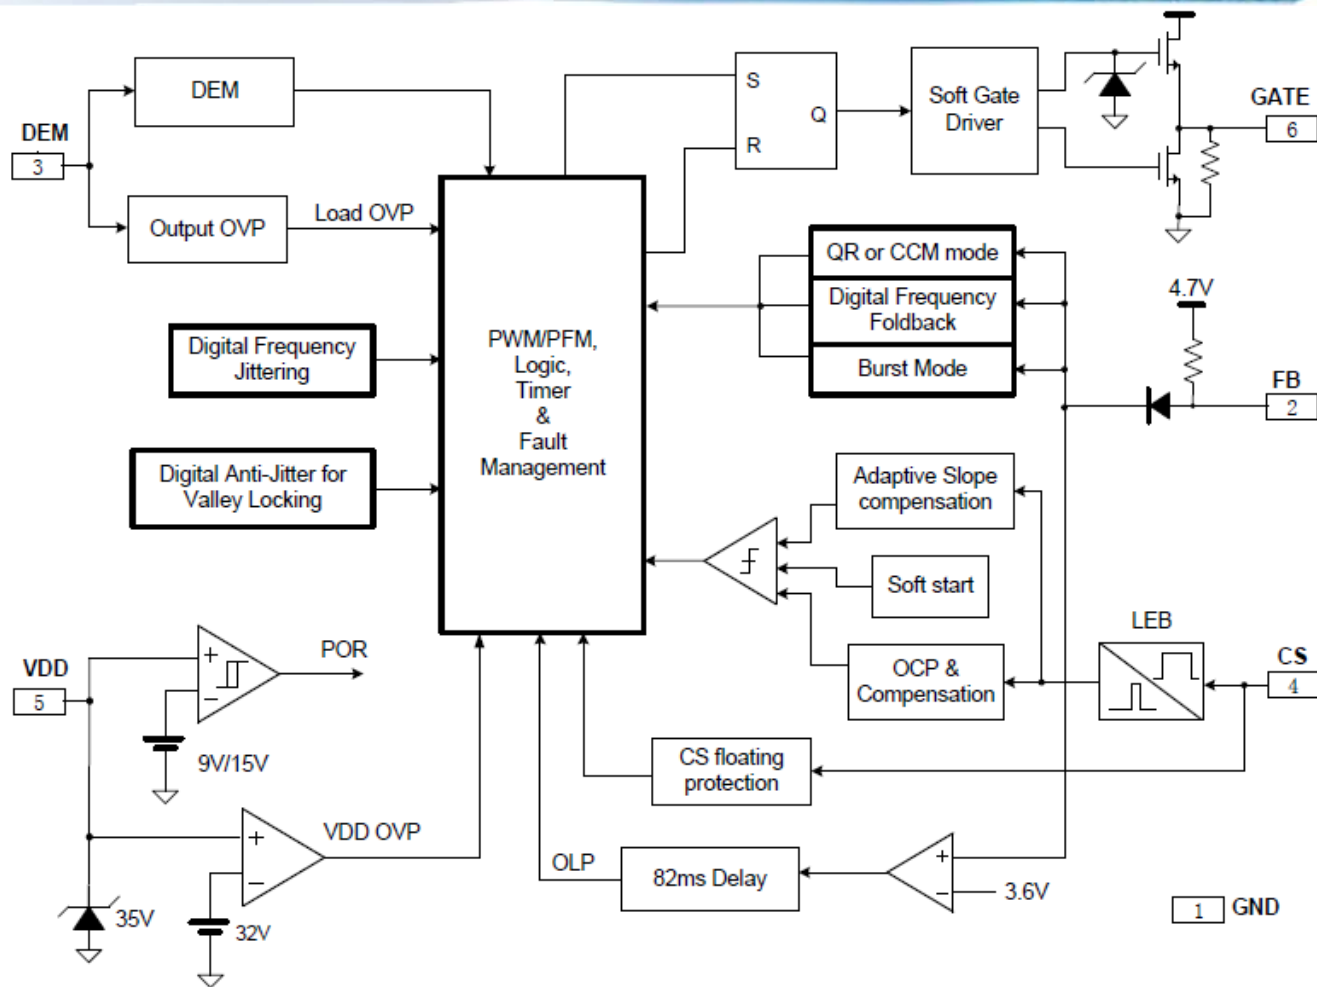 DEM
S
Q
R
Soft Gate
Driver
GATE
6
DEM
3
Output OVP
Load OVP
QR or CCM mode
Digital Frequency
Foldback
Burst Mode
4.7V
FB
2
Digital Frequency
Jittering
PWM/PFM,
Logic,
Timer
&
Fault
Management
Digital Anti-Jitter for
Valley Locking
Adaptive Slope
compensation
Soft start
LEB
OCP &
Compensation
CS
4
VDD
5
POR
+
−
9V/15V
CS floating
protection
VDD OVP
+
−
35V
32V
OLP
82ms Delay
+
−
3.6V
1
GND